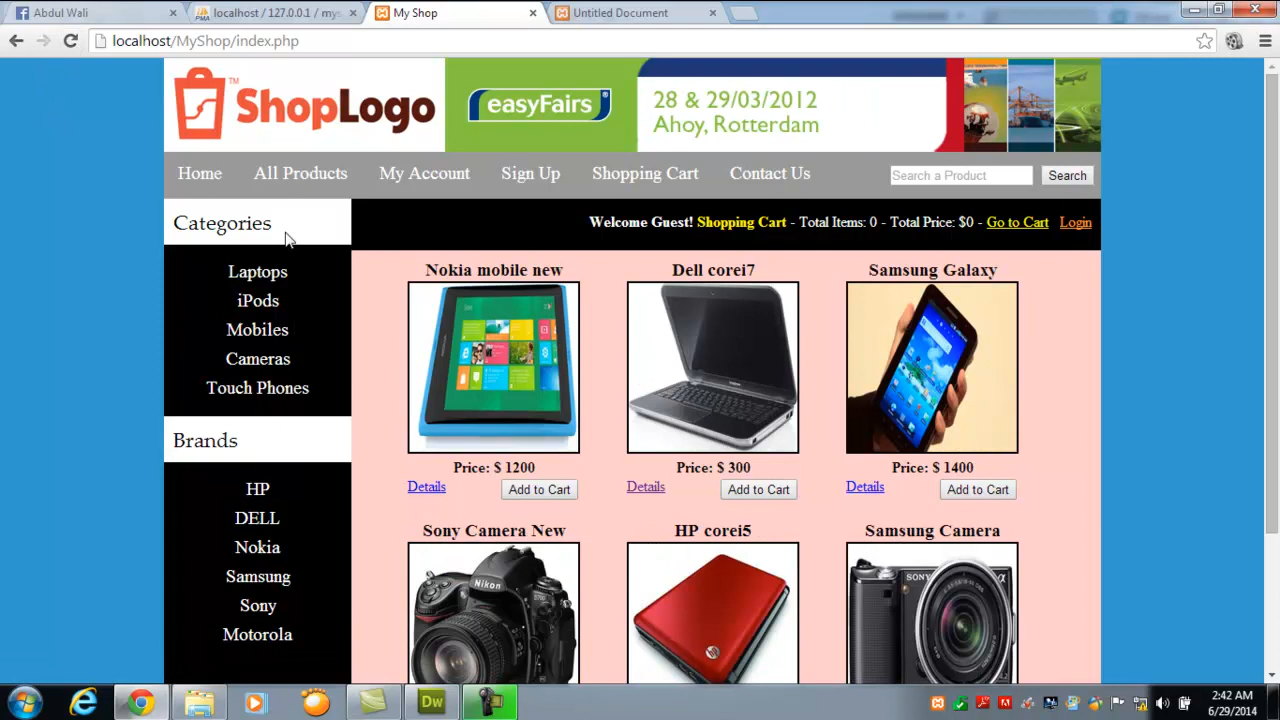 Abdul Wali
localhost / 127.0.0.1 / mys
My Shop
Untitled Document
localhost/MyShop/index.php
ShopLogo
TM
easyFairs
28 & 29/03/2012
Ahoy, Rotterdam
Home
All Products
My Account
Sign Up
Shopping Cart
Contact Us
Search a Product
Search
Categories
Welcome Guest! Shopping Cart - Total Items: 0 - Total Price: $0 - Go to Cart Login
Laptops
iPods
Mobiles
Cameras
Touch Phones
Brands
HP
DELL
Nokia
Samsung
Sony
Motorola
Nokia mobile new
Dell corei7
Samsung Galaxy
Price: $ 1200
Price: $ 300
Price: $ 1400
Details
Add to Cart
Details
Add to Cart
Details
Add to Cart
Sony Camera New
HP corei5
Samsung Camera
Nikon
SONY
Dw
2:42 AM
6/29/2014